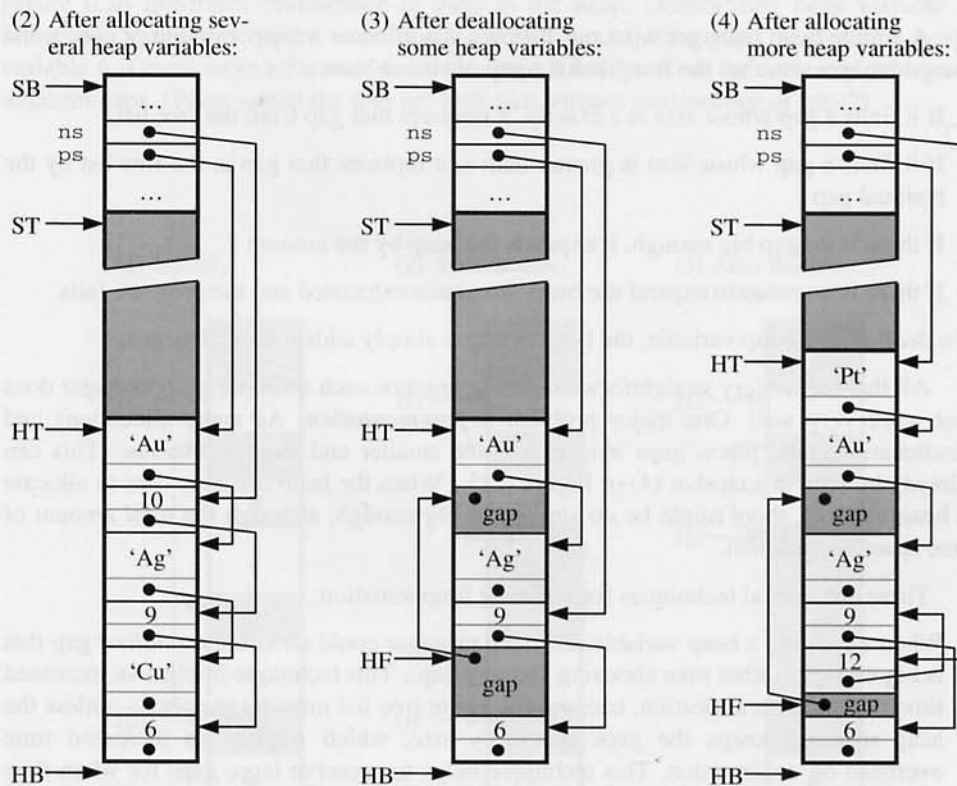 (2) After allocating sev-
eral heap variables:
SB
ns
ps
...
ST
HT
‘Au’
10
‘Ag’
9
‘Cu’
6
HB
(3) After deallocating
some heap variables:
SB
ns
ps
...
ST
HT
‘Au’
gap
‘Ag’
9
HF
gap
6
HB
(4) After allocating
more heap variables:
SB
ns
ps
...
ST
HT
‘Pt’
‘Au’
gap
‘Ag’
9
12
HF
gap
6
HB